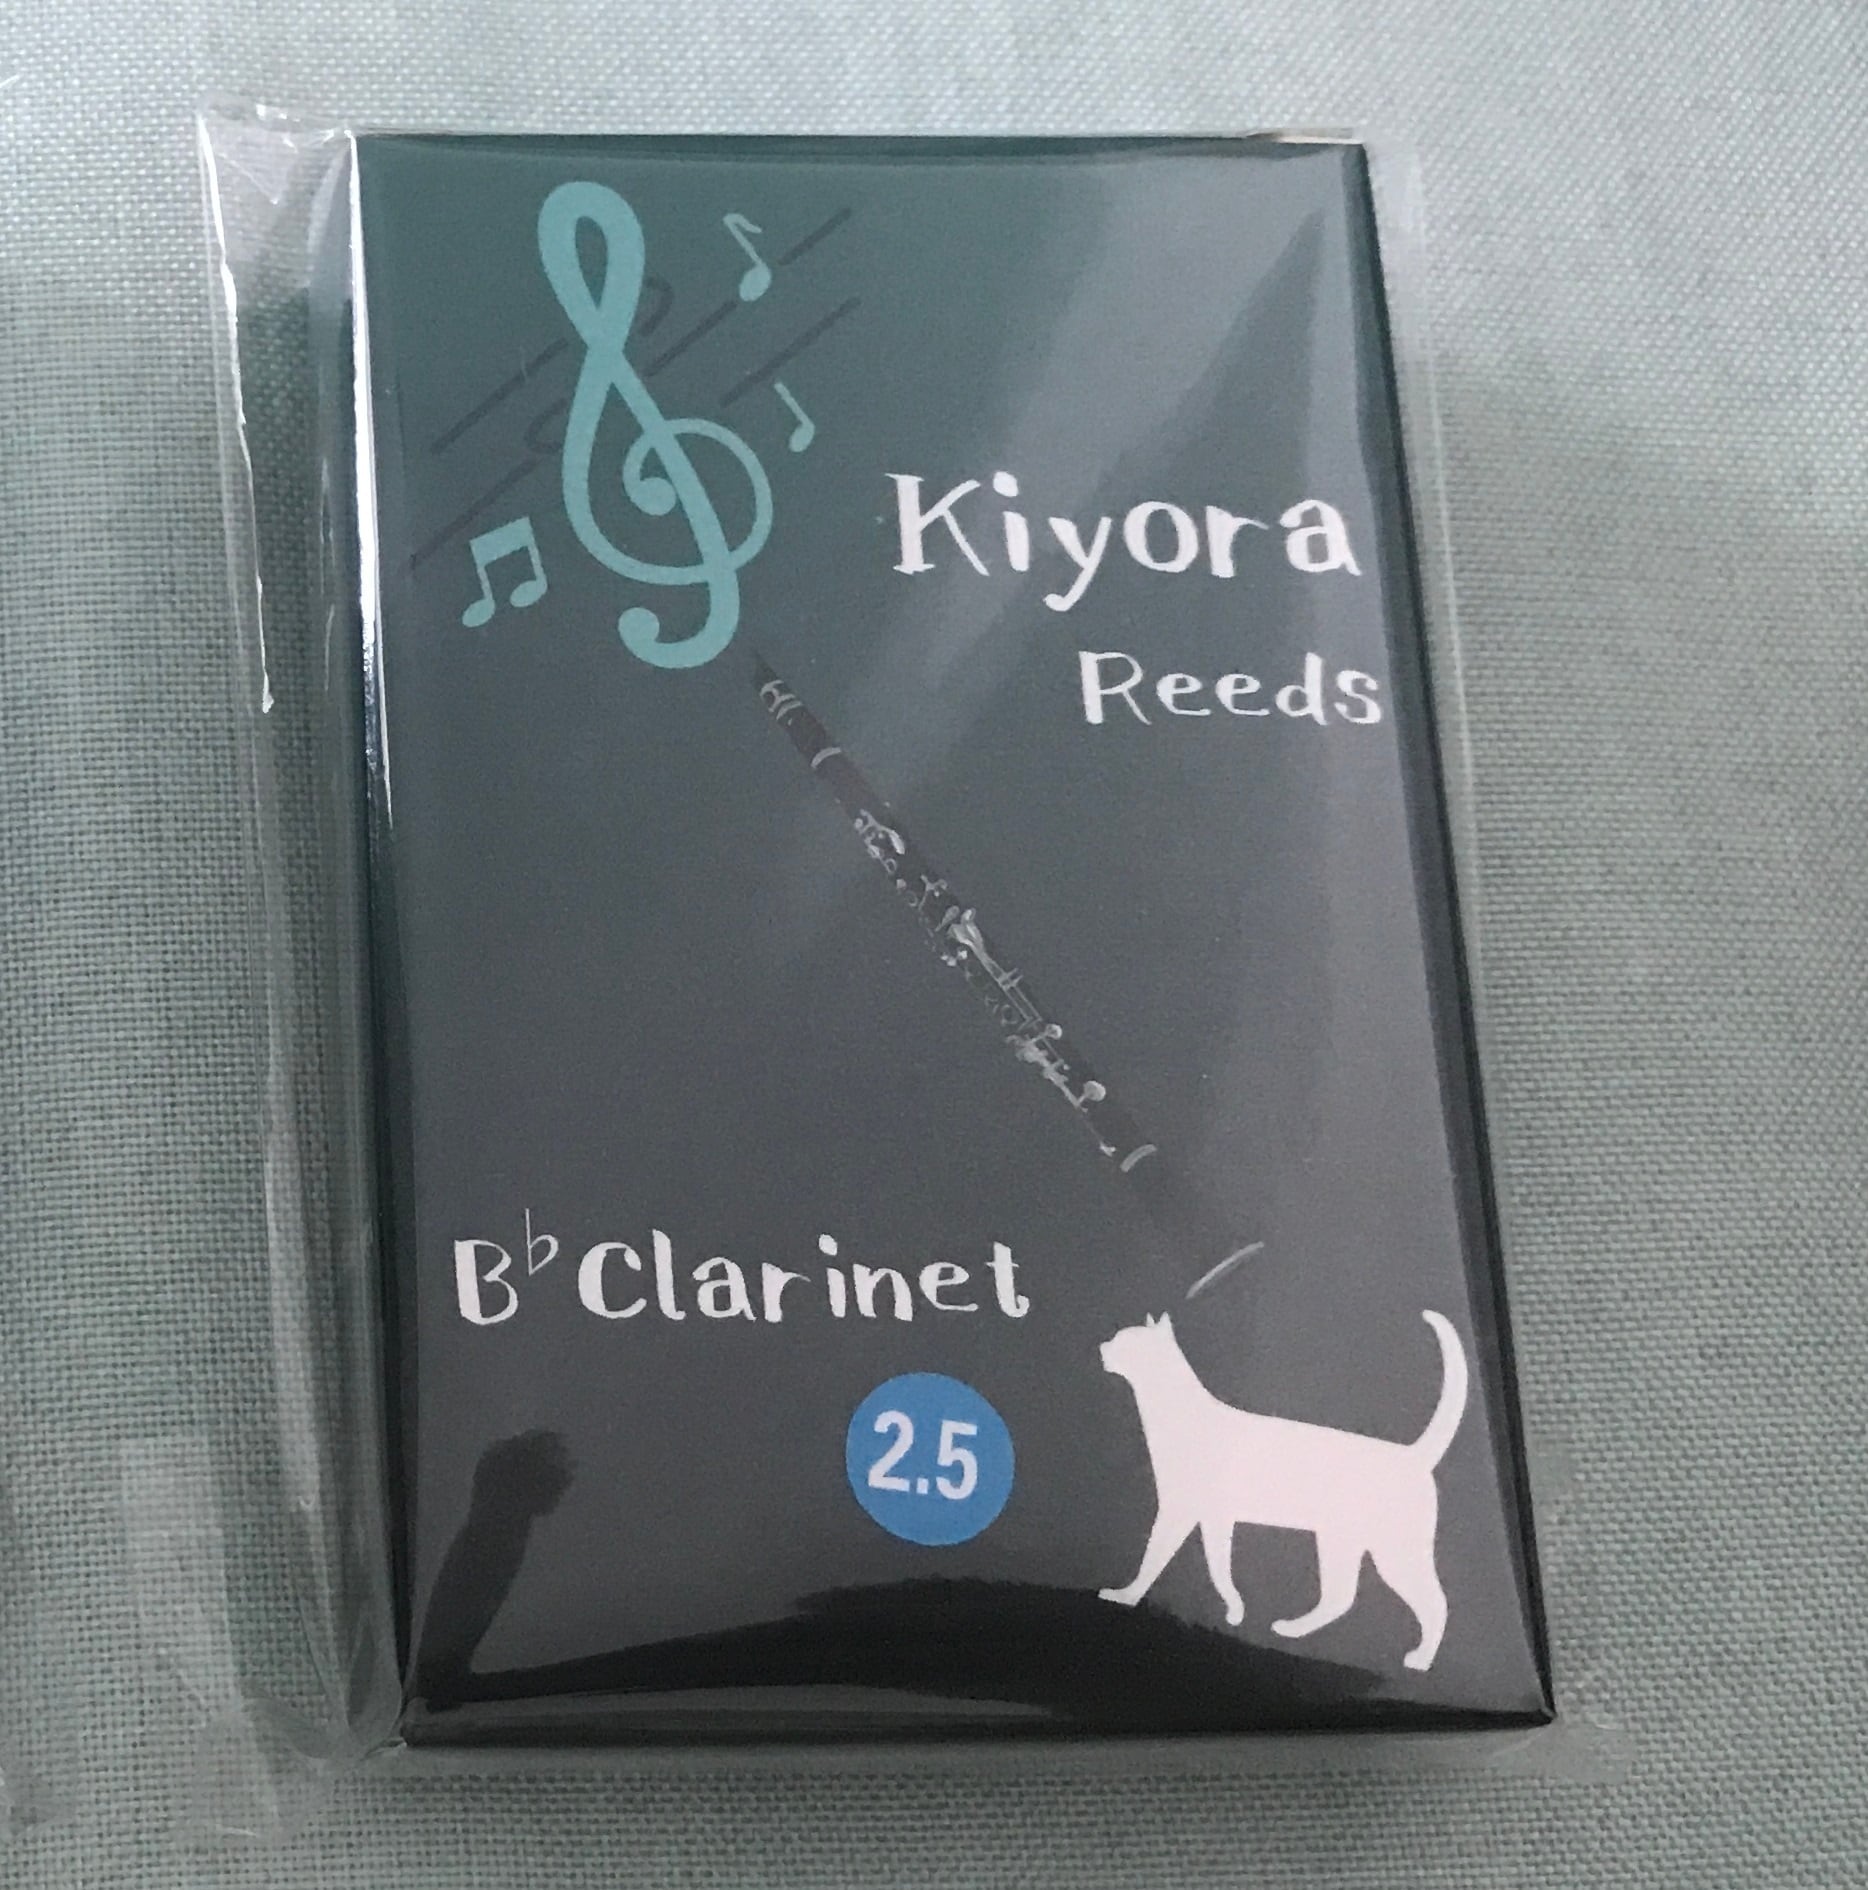 Kiyora
Reeds
B♭ Clarinet
2.5